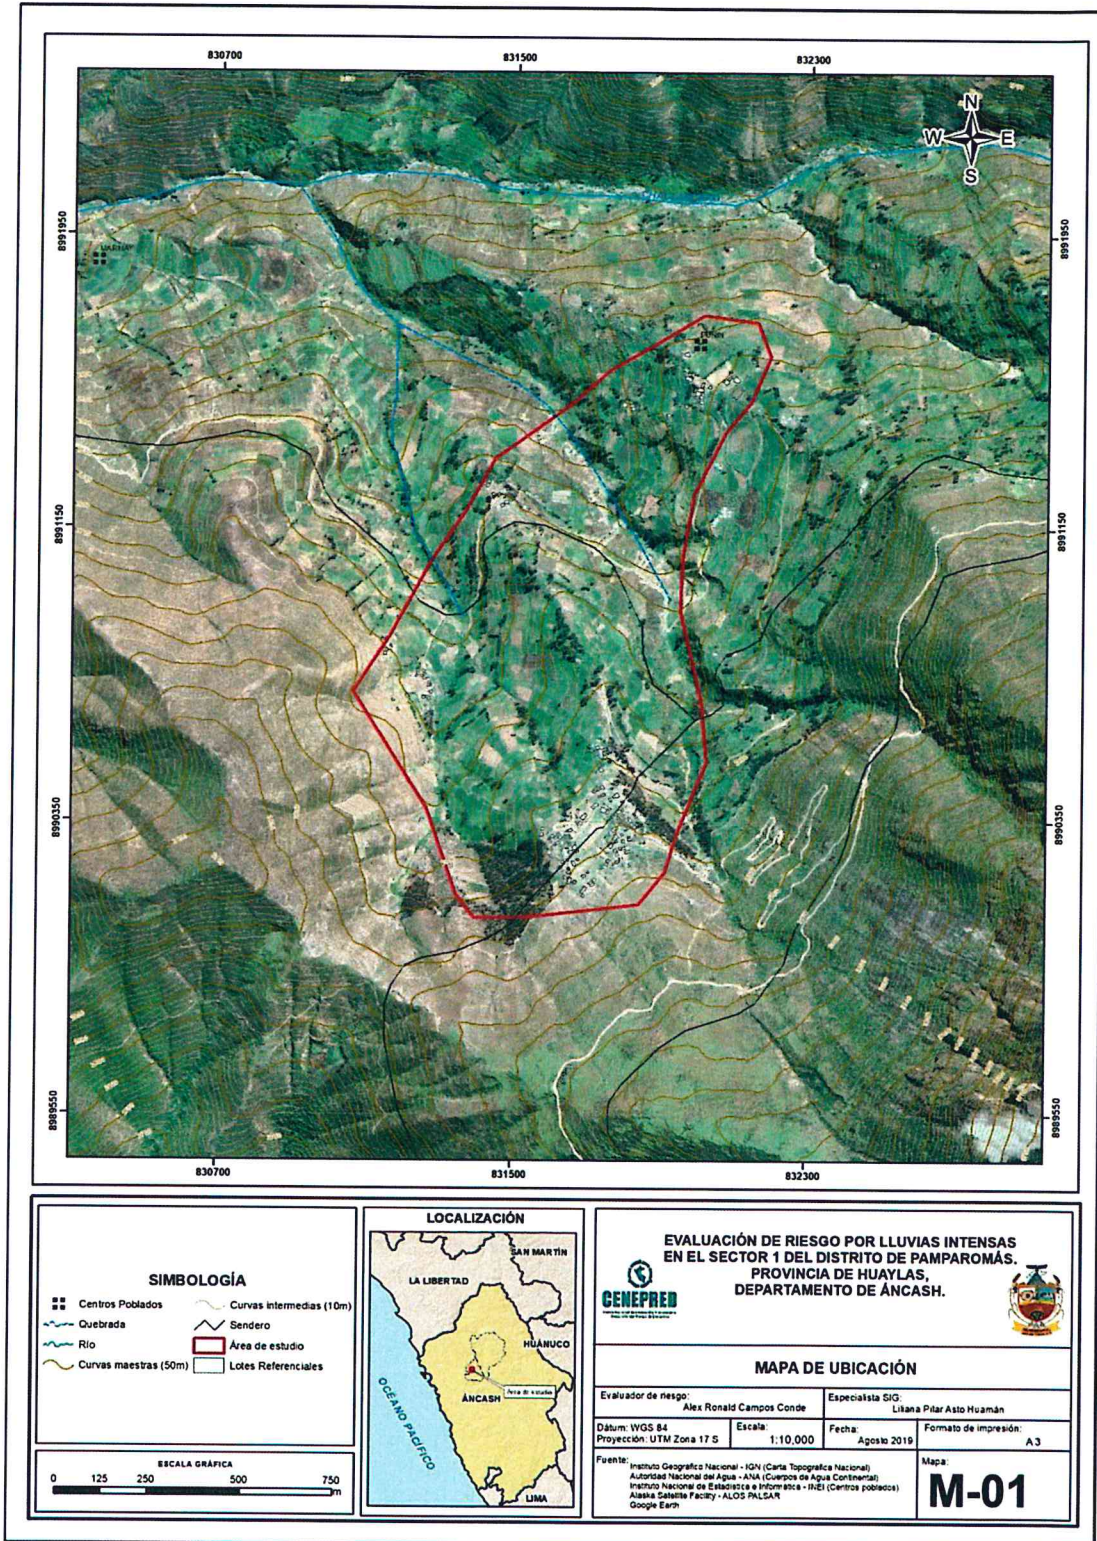 830700
831500
832300
N
W
E
S
8991950
8991950
8991150
8991150
8990350
8990350
8989550
8989550
830700
831500
832300
SIMBOLOGÍA
Centros Poblados
Quebrada
Río
Curvas maestras (50m)
Curvas intermedias (10m)
Sendero
Área de estudio
Lotes Referenciales
ESCALA GRÁFICA
0 125 250 500 750
m
LOCALIZACIÓN
SAN MARTÍN
LA LIBERTAD
HUÁNUCO
Área de estudio
ÁNCASH
OCÉANO PACÍFICO
LIMA
CENEPRED
EVALUACIÓN DE RIESGO POR LLUVIAS INTENSAS
EN EL SECTOR 1 DEL DISTRITO DE PAMPAROMÁS.
PROVINCIA DE HUAYLAS,
DEPARTAMENTO DE ÁNCASH.
MAPA DE UBICACIÓN
Evaluador de riesgo:
Alex Ronald Campos Conde
Especialista SIG:
Liliana Pilar Asto Huamán
Dátum: WGS 84
Proyección: UTM Zona 17 S
Escala:
1:10,000
Fecha:
Agosto 2019
Formato de impresión:
A3
Fuente:
Instituto Geografico Nacional - IGN (Carta Topografica Nacional)
Autoridad Nacional del Agua - ANA (Cuerpos de Agua Continental)
Instituto Nacional de Estadistica e Informatica - INEI (Centros poblados)
Alaska Satellite Facility - ALOS PALSAR
Google Earth
Mapa:
M-01